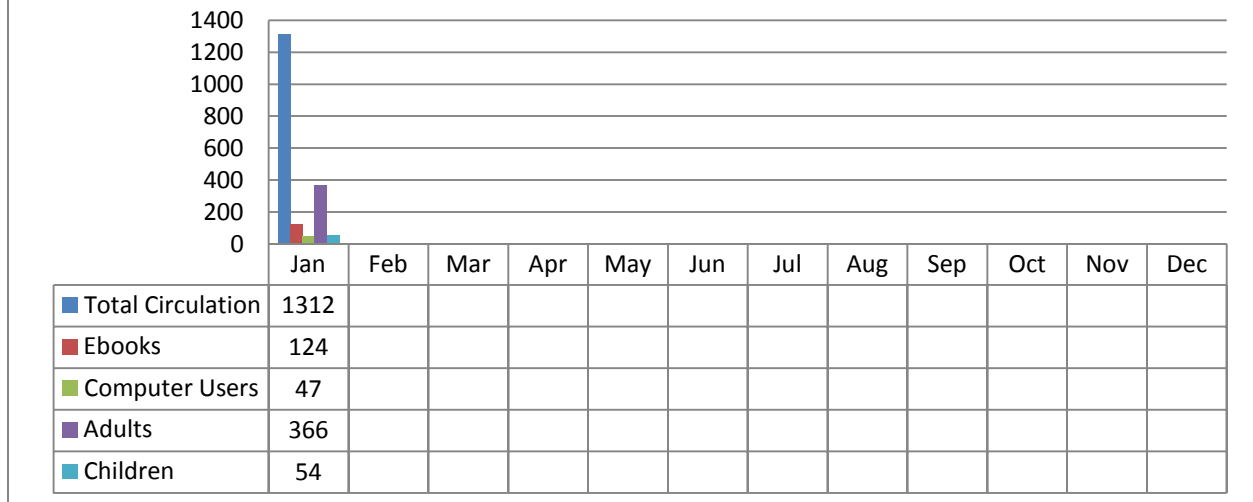 1400
1200
1000
800
600
400
200
0
Jan Feb Mar Apr May Jun Jul Aug Sep Oct Nov Dec
Total Circulation 1312
Ebooks 124
Computer Users 47
Adults 366
Children 54